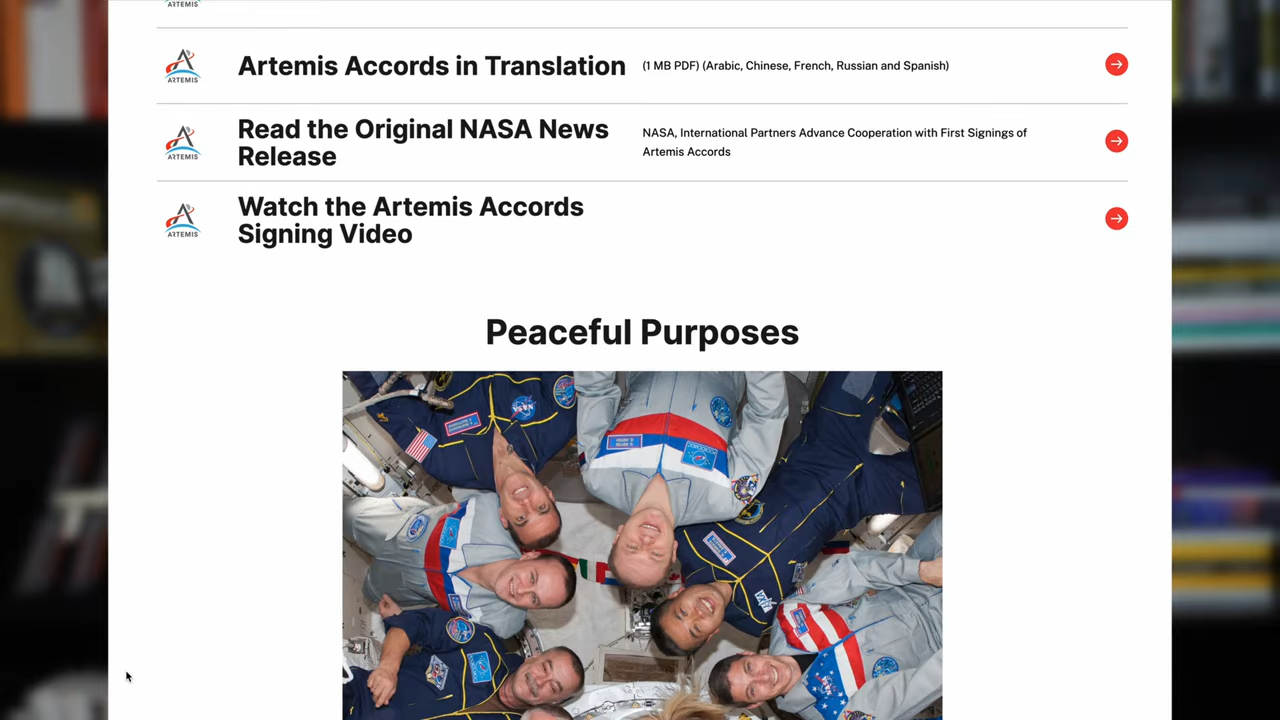 ARTEMIS
Artemis Accords in Translation
(1 MB PDF) (Arabic, Chinese, French, Russian and Spanish)
ARTEMIS
Read the Original NASA News
Release
NASA, International Partners Advance Cooperation with First Signings of
Artemis Accords
ARTEMIS
Watch the Artemis Accords
Signing Video
ARTEMIS
Peaceful Purposes
NASA